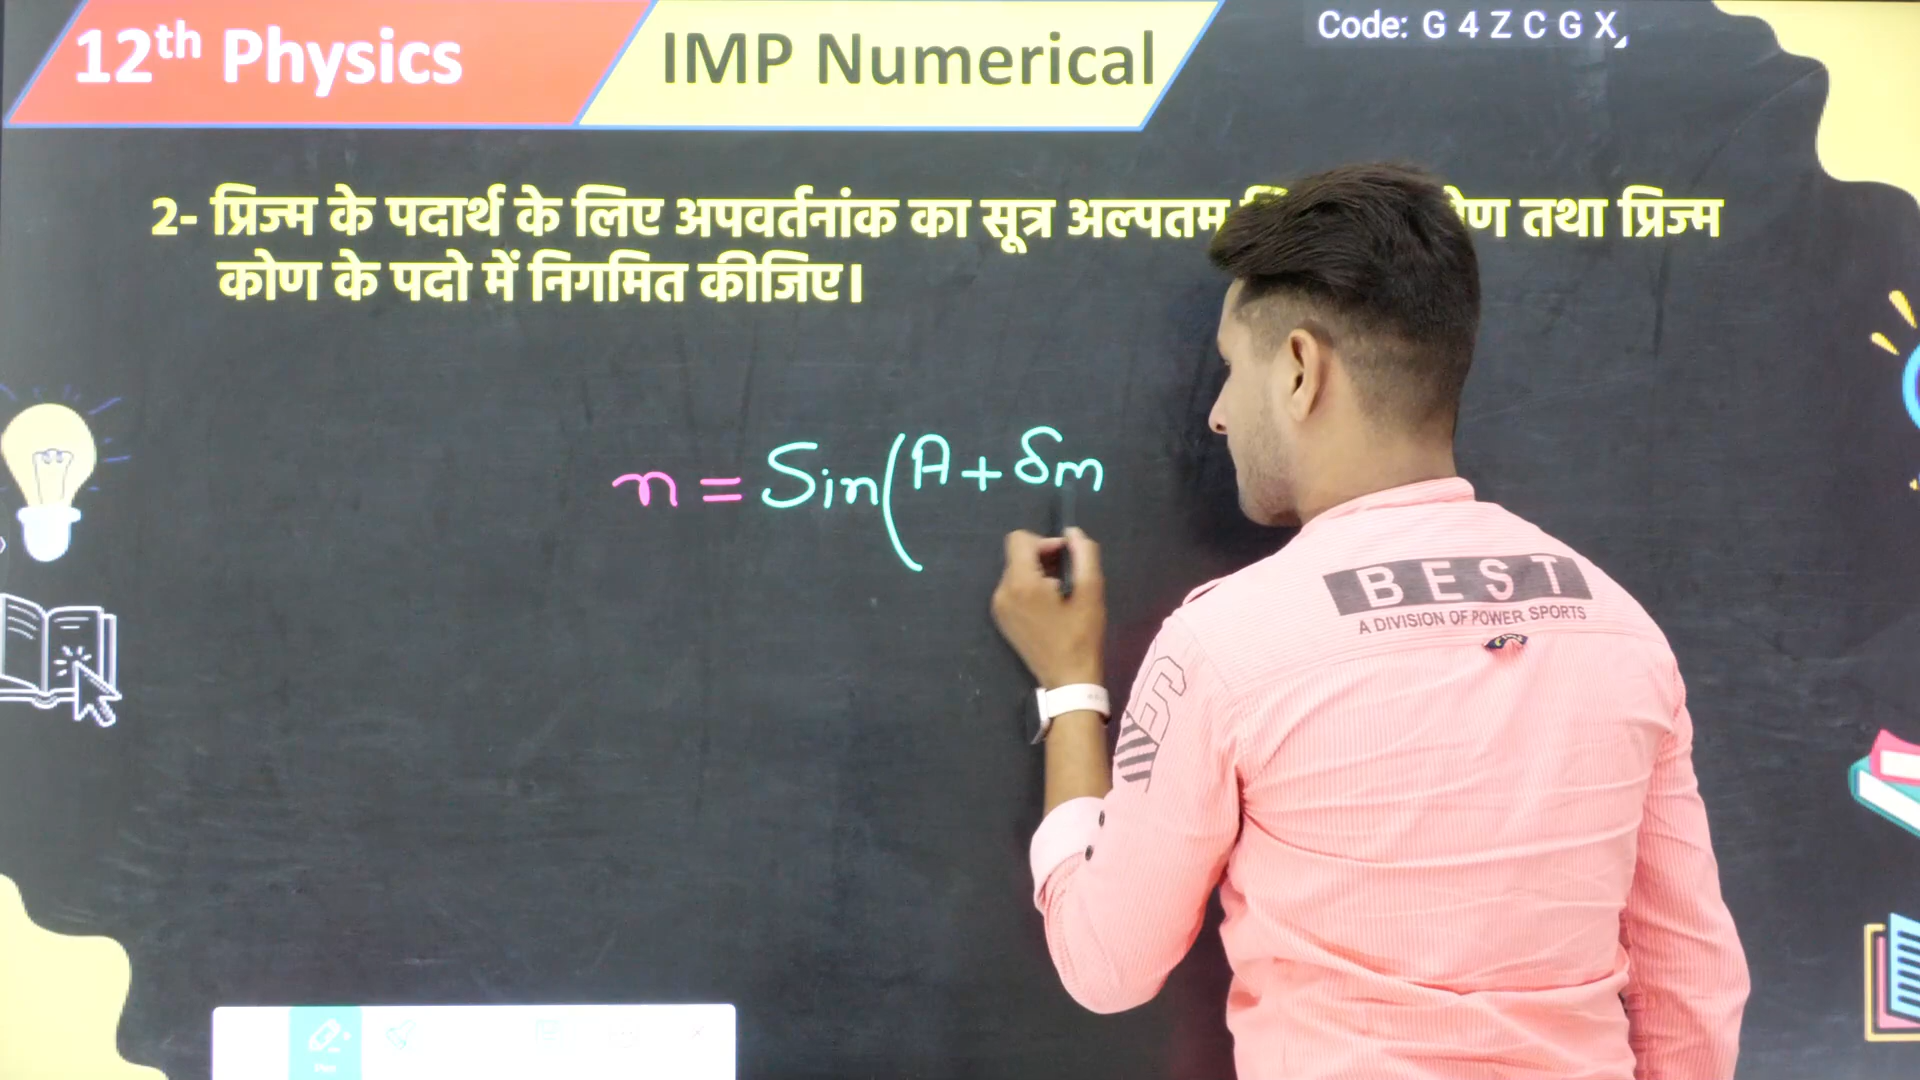 12th Physics
IMP Numerical
Code: G 4 Z C G X
2- प्रिज्म के पदार्थ के लिए अपवर्तनांक का सूत्र अल्पतम तथा प्रिज्म
कोण के पदो में निगमित कीजिए।
n = Sin(A + δm
BEST
A DIVISION OF POWER SPORTS
Pen